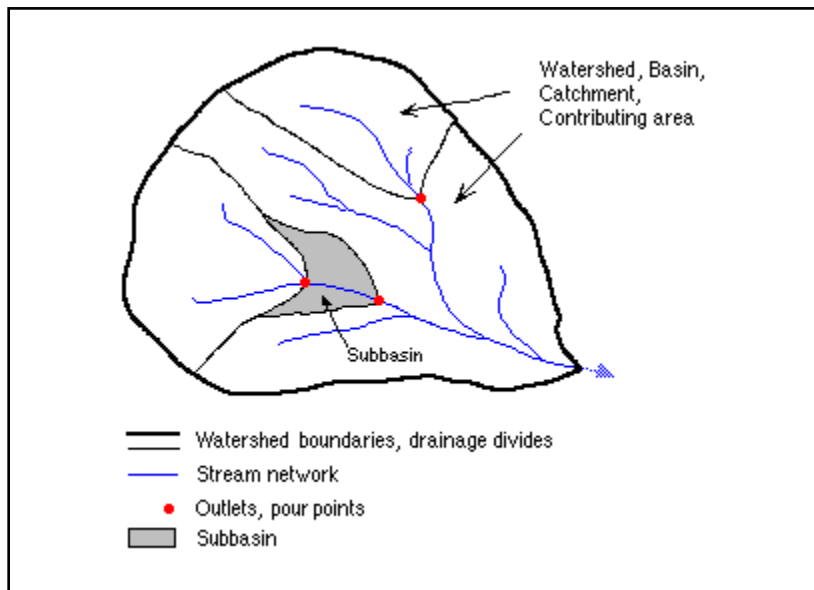 Watershed, Basin,
Catchment,
Contributing area
Subbasin
Watershed boundaries, drainage divides
Stream network
Outlets, pour points
Subbasin